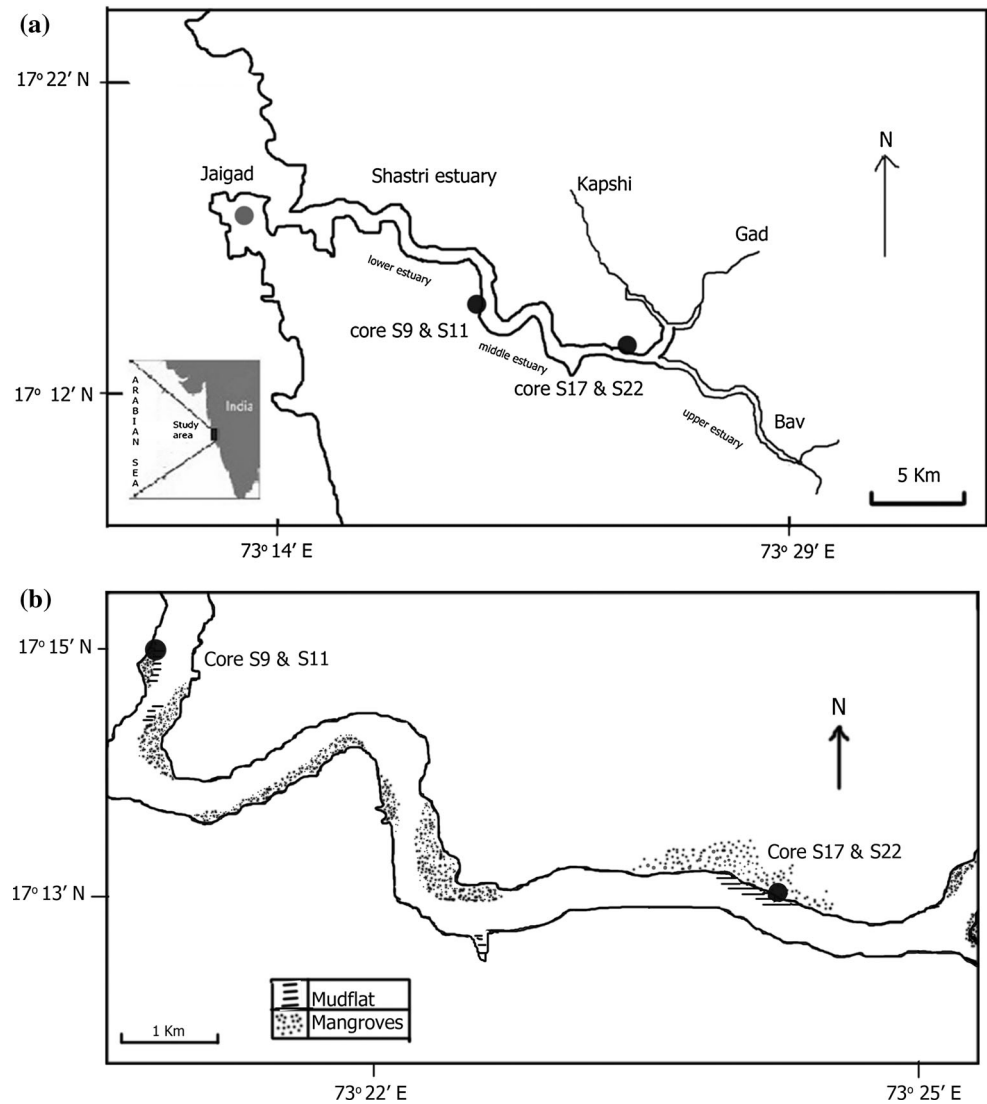 (a)
17° 22' N
N
Jaigad
Shastri estuary
Kapshi
Gad
lower estuary
core S9 & S11
middle estuary
core S17 & S22
17° 12' N
upper estuary
Bav
ARABIAN SEA
India
Study
area
5 Km
73° 14' E
73° 29' E
(b)
17° 15' N
Core S9 & S11
N
Core S17 & S22
17° 13' N
Mudflat
Mangroves
1 Km
73° 22' E
73° 25' E